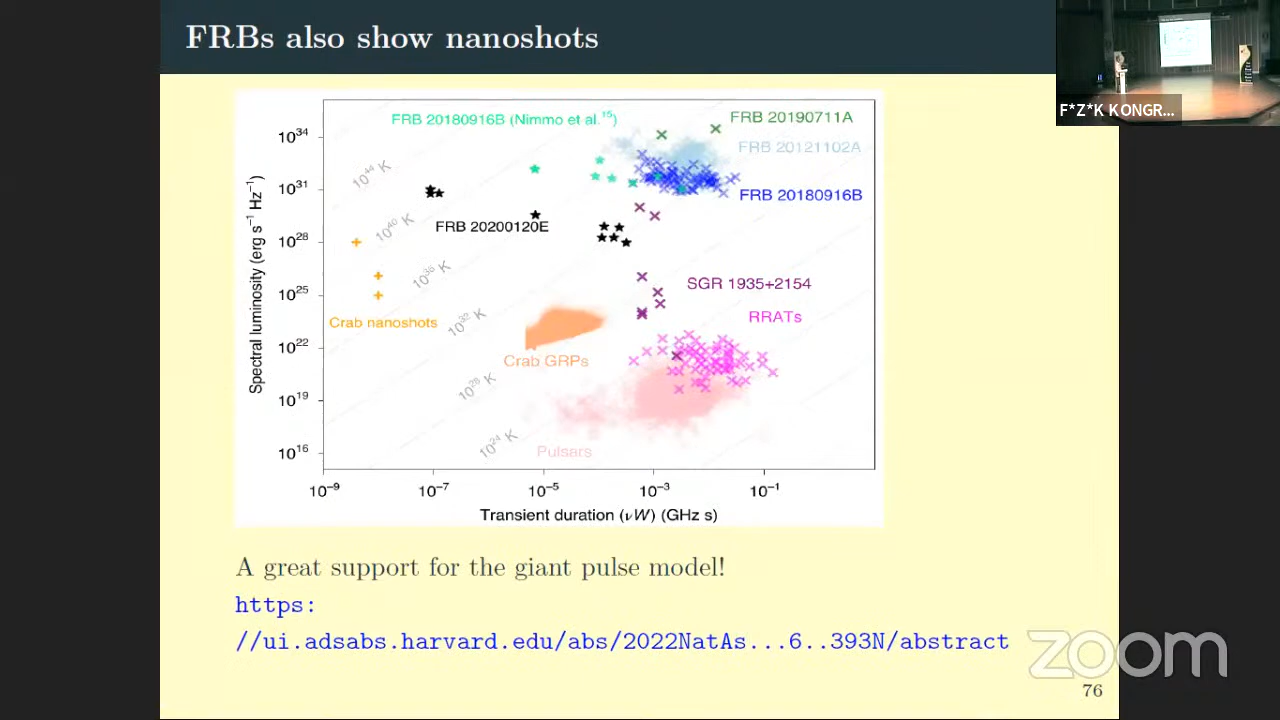 FRBs also show nanoshots
F*Z*K KONGR...
FRB 20180916B (Nimmo et al.¹⁵)
FRB 20190711A
FRB 20121102A
FRB 20180916B
FRB 20200120E
SGR 1935+2154
RRATs
Crab nanoshots
Crab GRPs
Pulsars
10⁴⁴ K
10⁴⁰ K
10³⁶ K
10³² K
10²⁸ K
10²⁴ K
Spectral luminosity (erg s⁻¹ Hz⁻¹)
10³⁴
10³¹
10²⁸
10²⁵
10²²
10¹⁹
10¹⁶
10⁻⁹ 10⁻⁷ 10⁻⁵ 10⁻³ 10⁻¹
Transient duration (νW) (GHz s)
A great support for the giant pulse model!
https:
//ui.adsabs.harvard.edu/abs/2022NatAs...6..393N/abstract
zoom
76